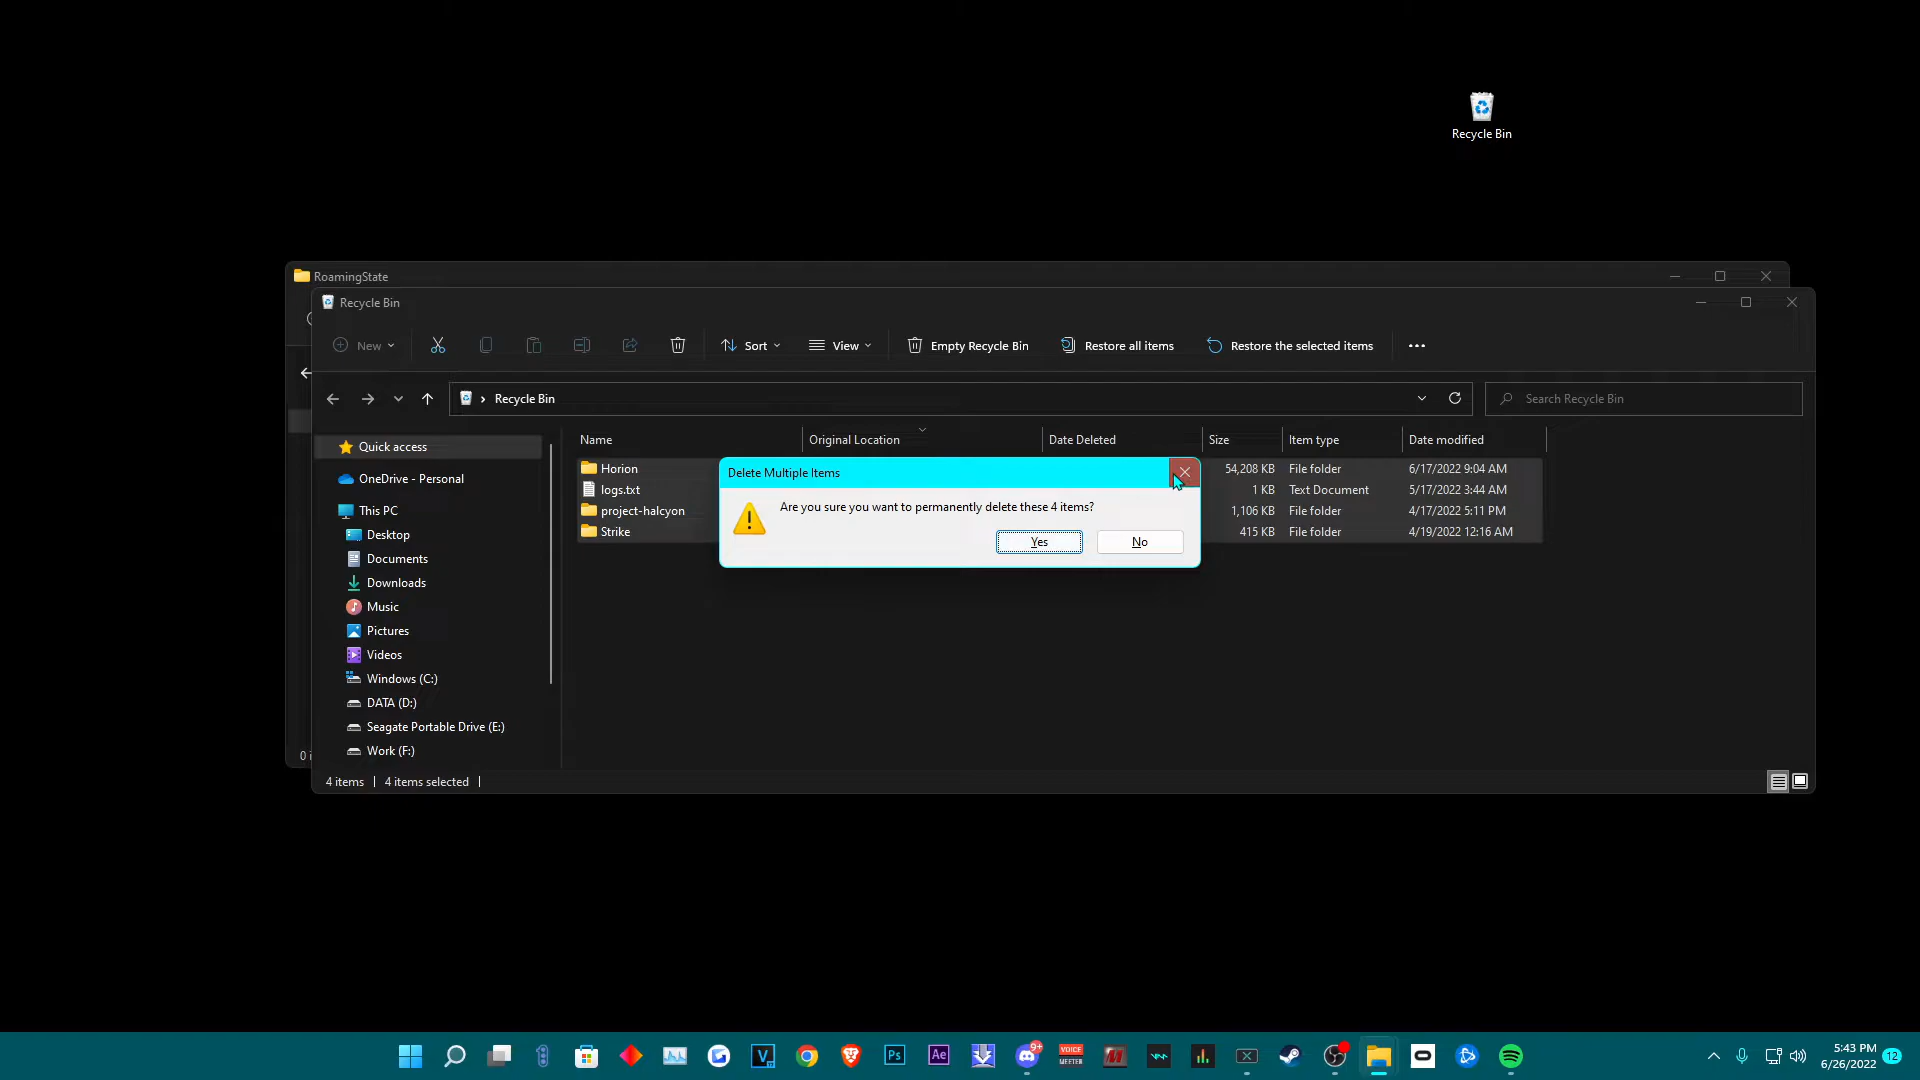 Recycle Bin
RoamingState
Recycle Bin
New
Sort
View
Empty Recycle Bin
Restore all items
Restore the selected items
Recycle Bin
Search Recycle Bin
Name Original Location Date Deleted Size Item type Date modified
Quick access
OneDrive - Personal
This PC
Desktop
Documents
Downloads
Music
Pictures
Videos
Windows (C:)
DATA (D:)
Seagate Portable Drive (E:)
Work (F:)
Horion 54,208 KB File folder 6/17/2022 9:04 AM
logs.txt 1 KB Text Document 5/17/2022 3:44 AM
project-halcyon 1,106 KB File folder 4/17/2022 5:11 PM
Strike 415 KB File folder 4/19/2022 12:16 AM
Delete Multiple Items
Are you sure you want to permanently delete these 4 items?
Yes
No
4 items
4 items selected
0 i
V
Ps
Ae
9+
VOICE
MEETER
5:43 PM
6/26/2022
12